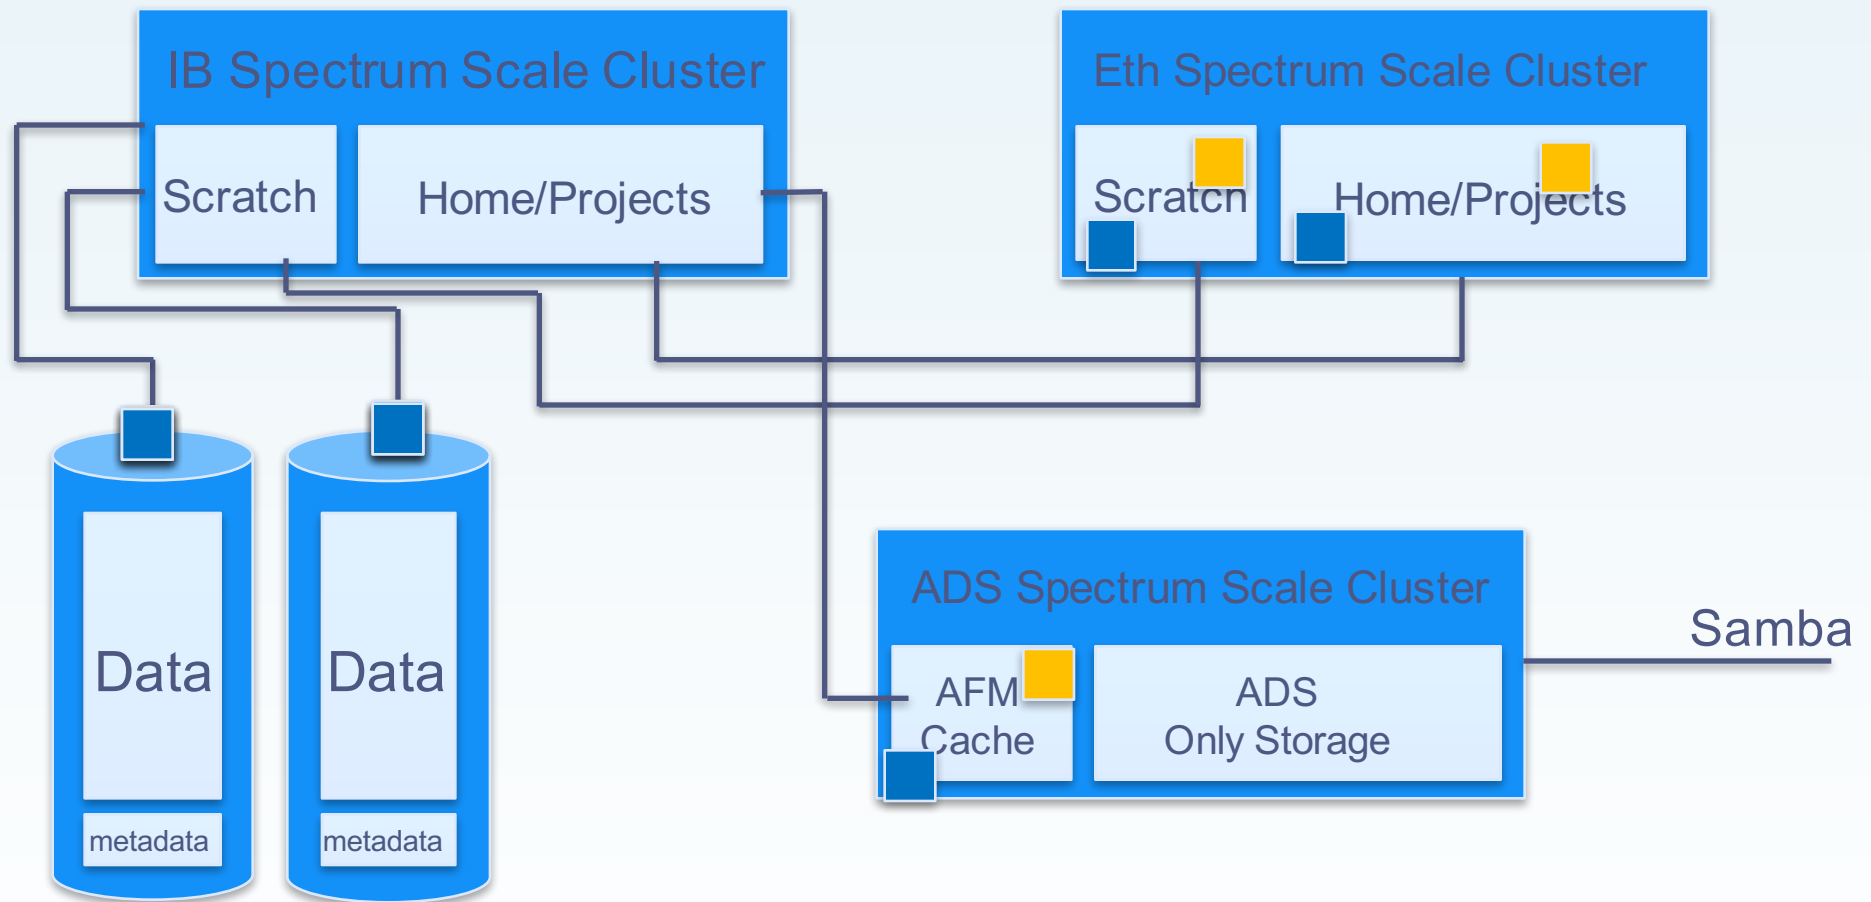 IB Spectrum Scale Cluster
Scratch
Home/Projects
Eth Spectrum Scale Cluster
Scratch
Home/Projects
Data
metadata
Data
metadata
ADS Spectrum Scale Cluster
AFM
Cache
ADS
Only Storage
Samba